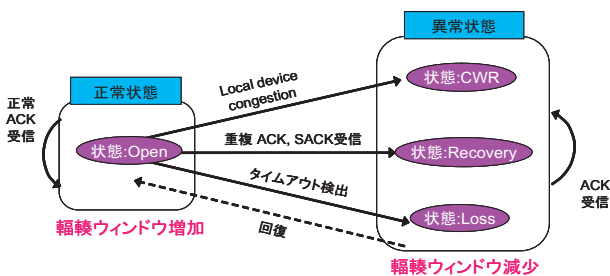 異常状態
正常状態
状態:CWR
Local device
congestion
正常
ACK
受信
状態:Open
重複 ACK, SACK受信
状態:Recovery
タイムアウト検出
ACK
受信
状態:Loss
回復
輻輳ウィンドウ増加
輻輳ウィンドウ減少